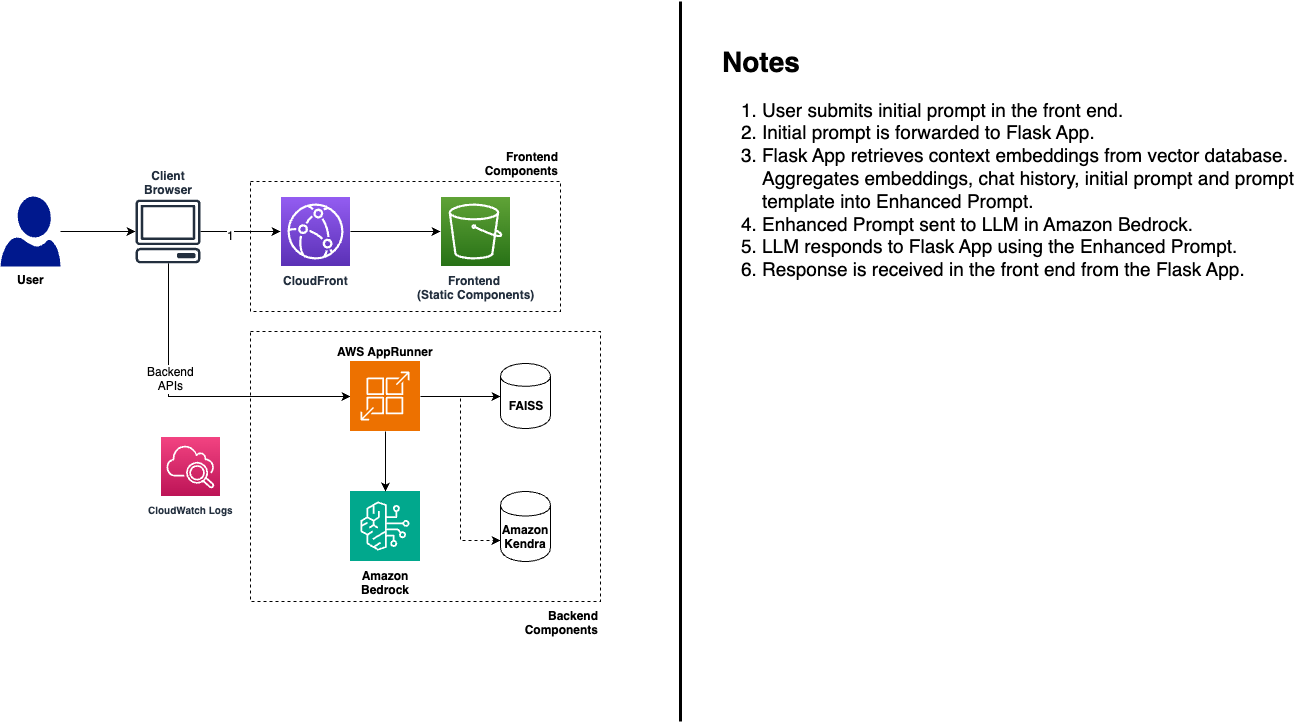 Notes
1. User submits initial prompt in the front end.
2. Initial prompt is forwarded to Flask App.
3. Flask App retrieves context embeddings from vector database.
Aggregates embeddings, chat history, initial prompt and prompt
template into Enhanced Prompt.
4. Enhanced Prompt sent to LLM in Amazon Bedrock.
5. LLM responds to Flask App using the Enhanced Prompt.
6. Response is received in the front end from the Flask App.
Frontend
Components
Client
Browser
User
1
CloudFront
Frontend
(Static Components)
AWS AppRunner
Backend
APIs
FAISS
CloudWatch Logs
Amazon
Kendra
Amazon
Bedrock
Backend
Components